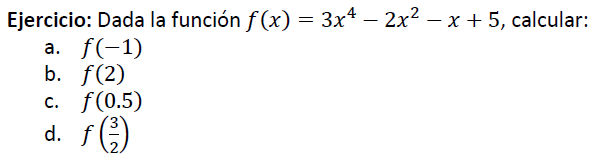 Ejercicio: Dada la función f(x) = 3x⁴ − 2x² − x + 5, calcular:
a. f(−1)
b. f(2)
c. f(0.5)
d. f(3/2)